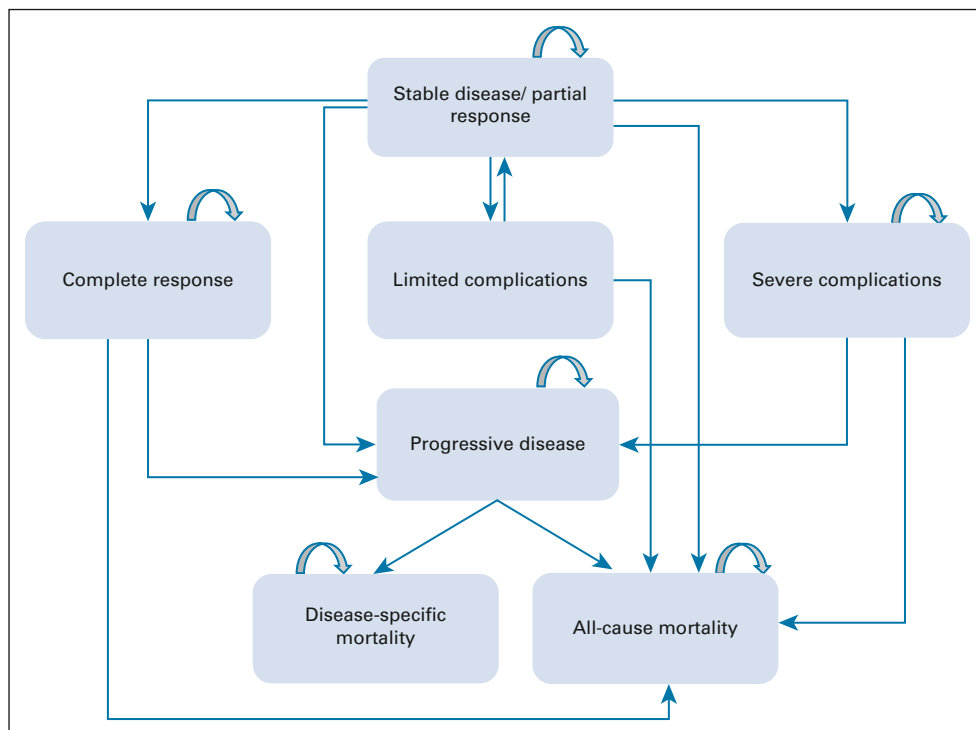 Stable disease/ partial
response
Complete response
Limited complications
Severe complications
Progressive disease
Disease-specific
mortality
All-cause mortality